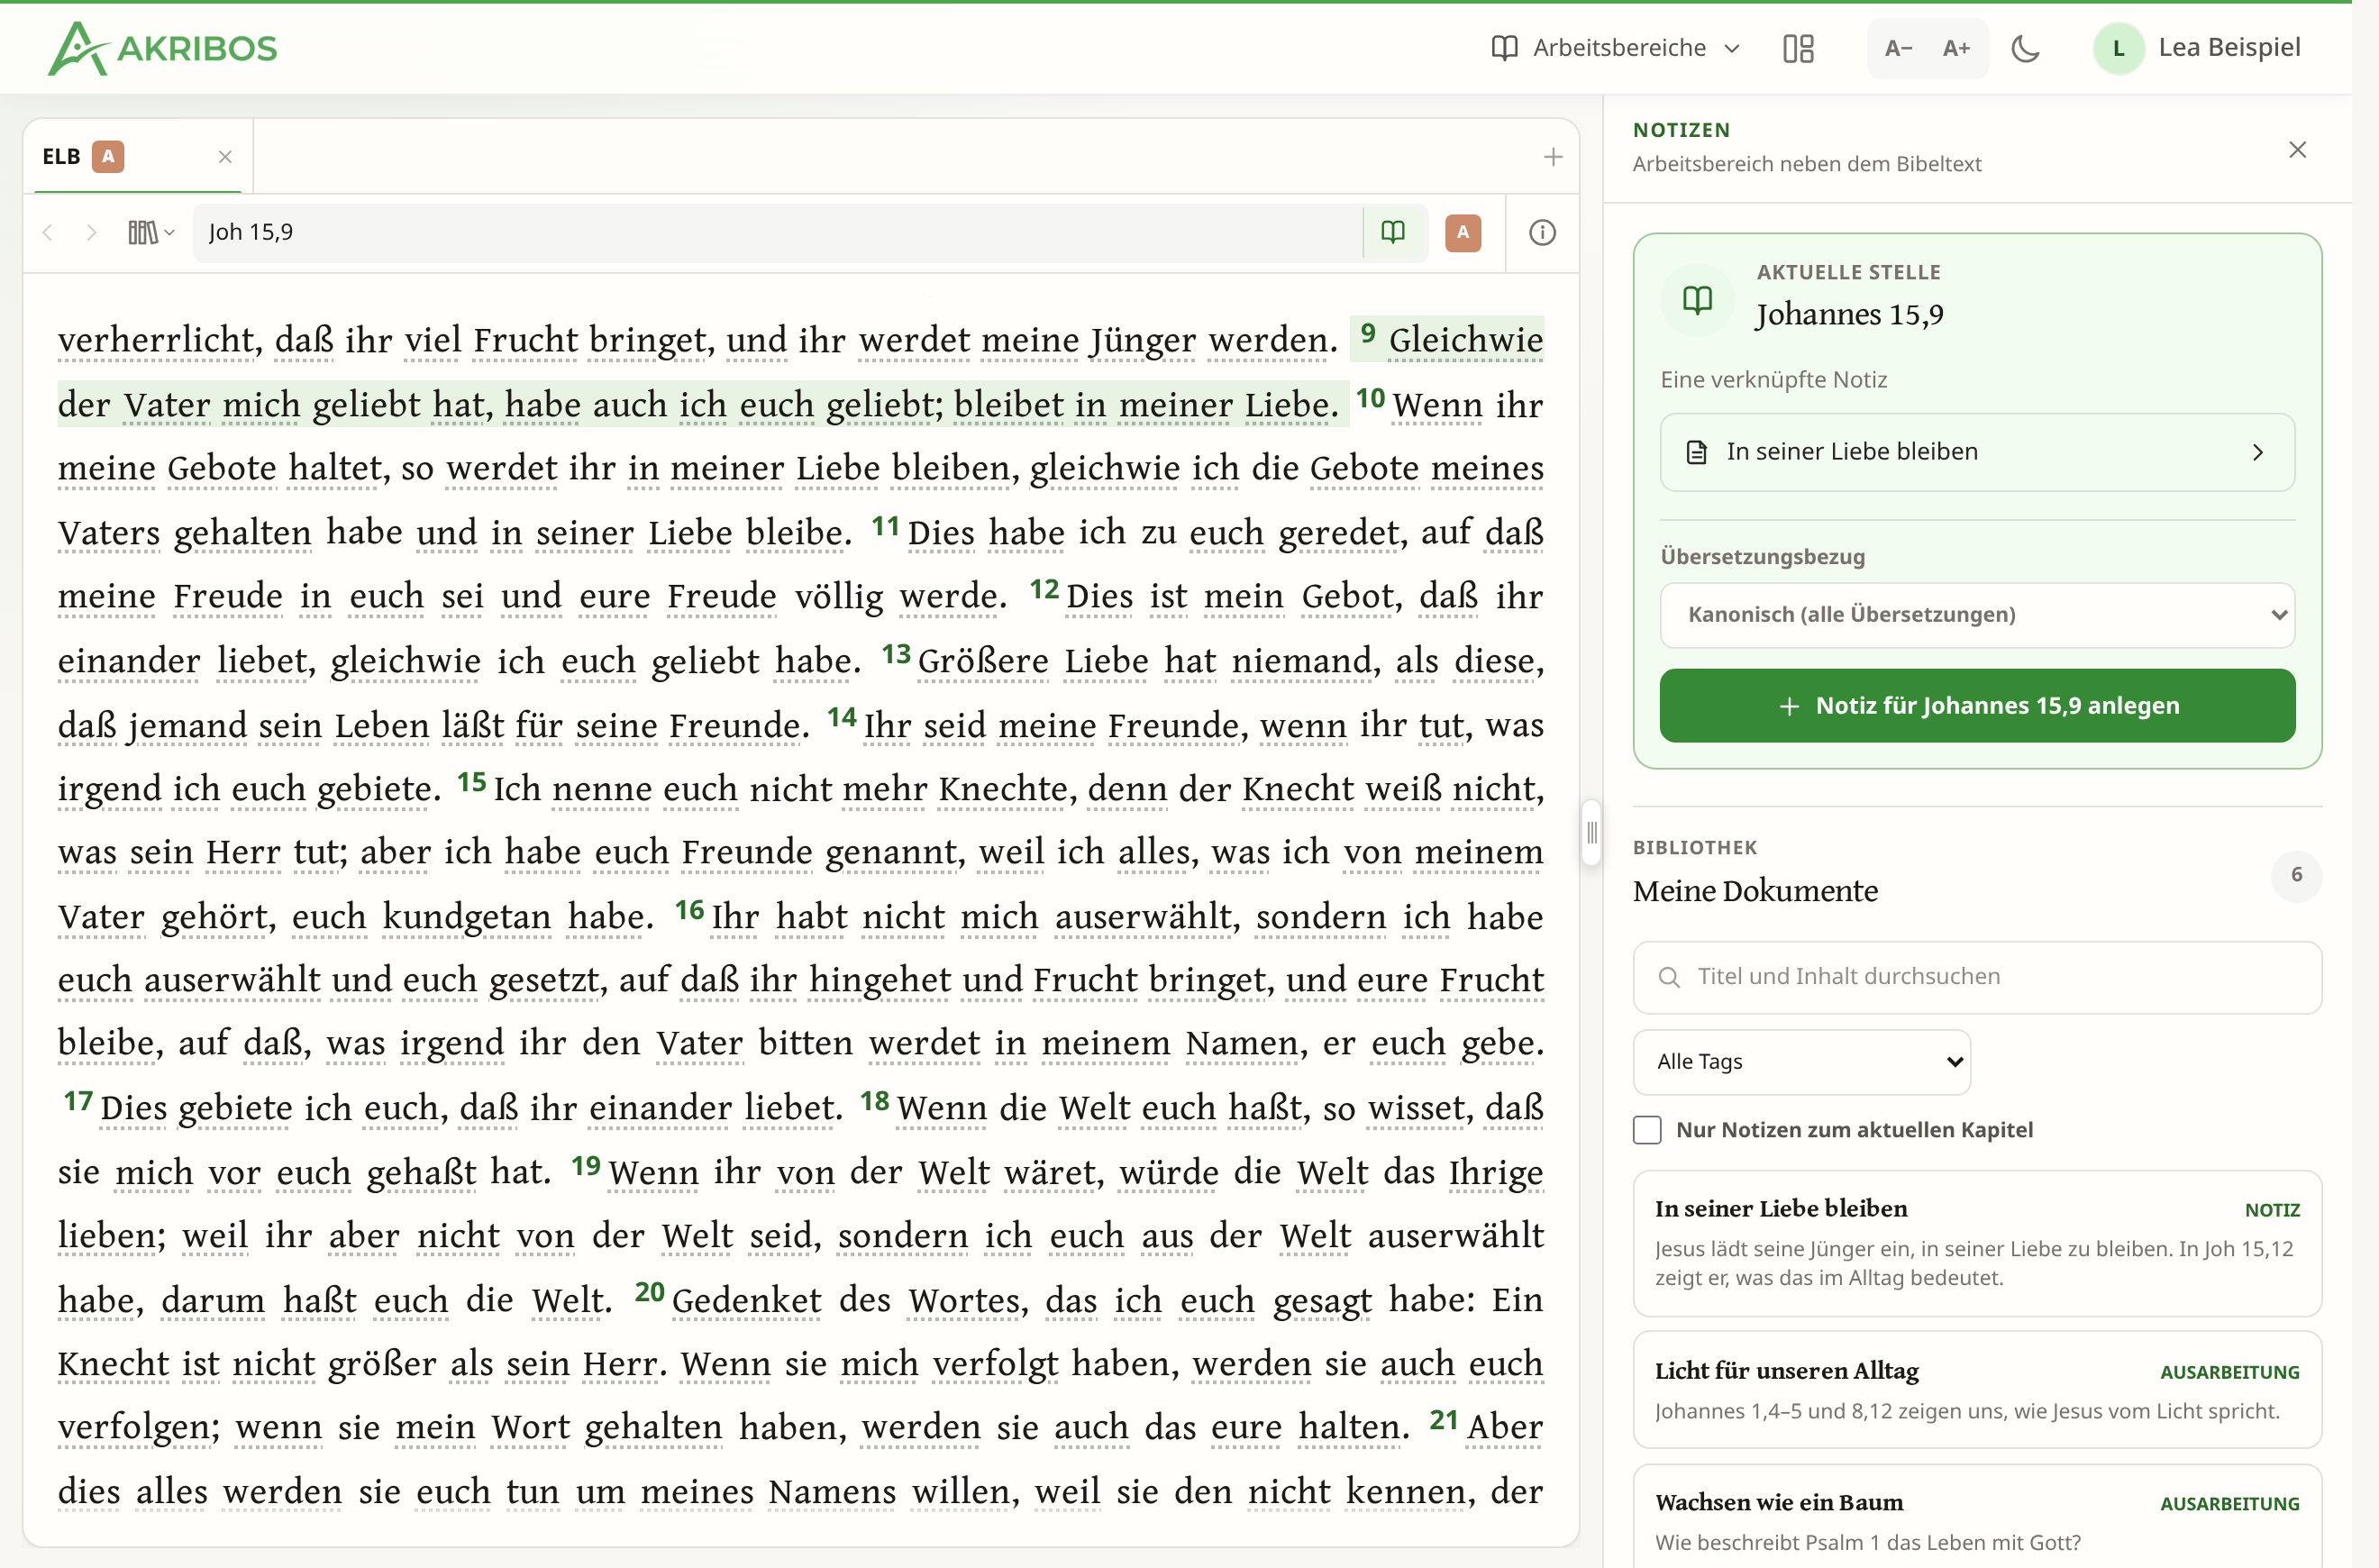 AKRIBOS
Arbeitsbereiche
A− A+
L Lea Beispiel
ELB A
Joh 15,9
A
verherrlicht, daß ihr viel Frucht bringet, und ihr werdet meine Jünger werden. 9 Gleichwie
der Vater mich geliebt hat, habe auch ich euch geliebt; bleibet in meiner Liebe. 10 Wenn ihr
meine Gebote haltet, so werdet ihr in meiner Liebe bleiben, gleichwie ich die Gebote meines
Vaters gehalten habe und in seiner Liebe bleibe. 11 Dies habe ich zu euch geredet, auf daß
meine Freude in euch sei und eure Freude völlig werde. 12 Dies ist mein Gebot, daß ihr
einander liebet, gleichwie ich euch geliebt habe. 13 Größere Liebe hat niemand, als diese,
daß jemand sein Leben läßt für seine Freunde. 14 Ihr seid meine Freunde, wenn ihr tut, was
irgend ich euch gebiete. 15 Ich nenne euch nicht mehr Knechte, denn der Knecht weiß nicht,
was sein Herr tut; aber ich habe euch Freunde genannt, weil ich alles, was ich von meinem
Vater gehört, euch kundgetan habe. 16 Ihr habt nicht mich auserwählt, sondern ich habe
euch auserwählt und euch gesetzt, auf daß ihr hingehet und Frucht bringet, und eure Frucht
bleibe, auf daß, was irgend ihr den Vater bitten werdet in meinem Namen, er euch gebe.
17 Dies gebiete ich euch, daß ihr einander liebet. 18 Wenn die Welt euch haßt, so wisset, daß
sie mich vor euch gehaßt hat. 19 Wenn ihr von der Welt wäret, würde die Welt das Ihrige
lieben; weil ihr aber nicht von der Welt seid, sondern ich euch aus der Welt auserwählt
habe, darum haßt euch die Welt. 20 Gedenket des Wortes, das ich euch gesagt habe: Ein
Knecht ist nicht größer als sein Herr. Wenn sie mich verfolgt haben, werden sie auch euch
verfolgen; wenn sie mein Wort gehalten haben, werden sie auch das eure halten. 21 Aber
dies alles werden sie euch tun um meines Namens willen, weil sie den nicht kennen, der
NOTIZEN
Arbeitsbereich neben dem Bibeltext
AKTUELLE STELLE
Johannes 15,9
Eine verknüpfte Notiz
In seiner Liebe bleiben
Übersetzungsbezug
Kanonisch (alle Übersetzungen)
+ Notiz für Johannes 15,9 anlegen
BIBLIOTHEK
Meine Dokumente
6
Titel und Inhalt durchsuchen
Alle Tags
Nur Notizen zum aktuellen Kapitel
In seiner Liebe bleiben NOTIZ
Jesus lädt seine Jünger ein, in seiner Liebe zu bleiben. In Joh 15,12
zeigt er, was das im Alltag bedeutet.
Licht für unseren Alltag AUSARBEITUNG
Johannes 1,4–5 und 8,12 zeigen uns, wie Jesus vom Licht spricht.
Wachsen wie ein Baum AUSARBEITUNG
Wie beschreibt Psalm 1 das Leben mit Gott?